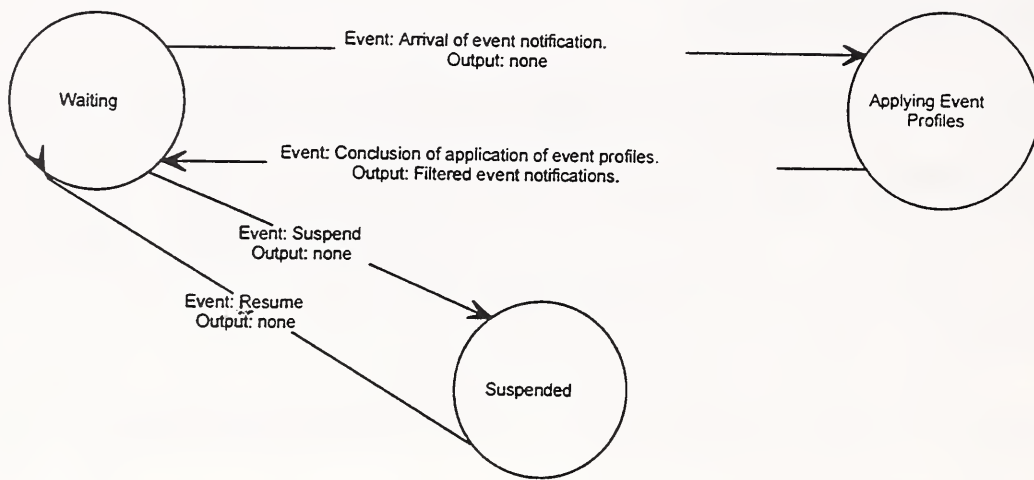 Event: Arrival of event notification.
Output: none
Waiting
Applying Event
Profiles
Event: Conclusion of application of event profiles.
Output: Filtered event notifications.
Event: Suspend
Output: none
Event: Resume
Output: none
Suspended